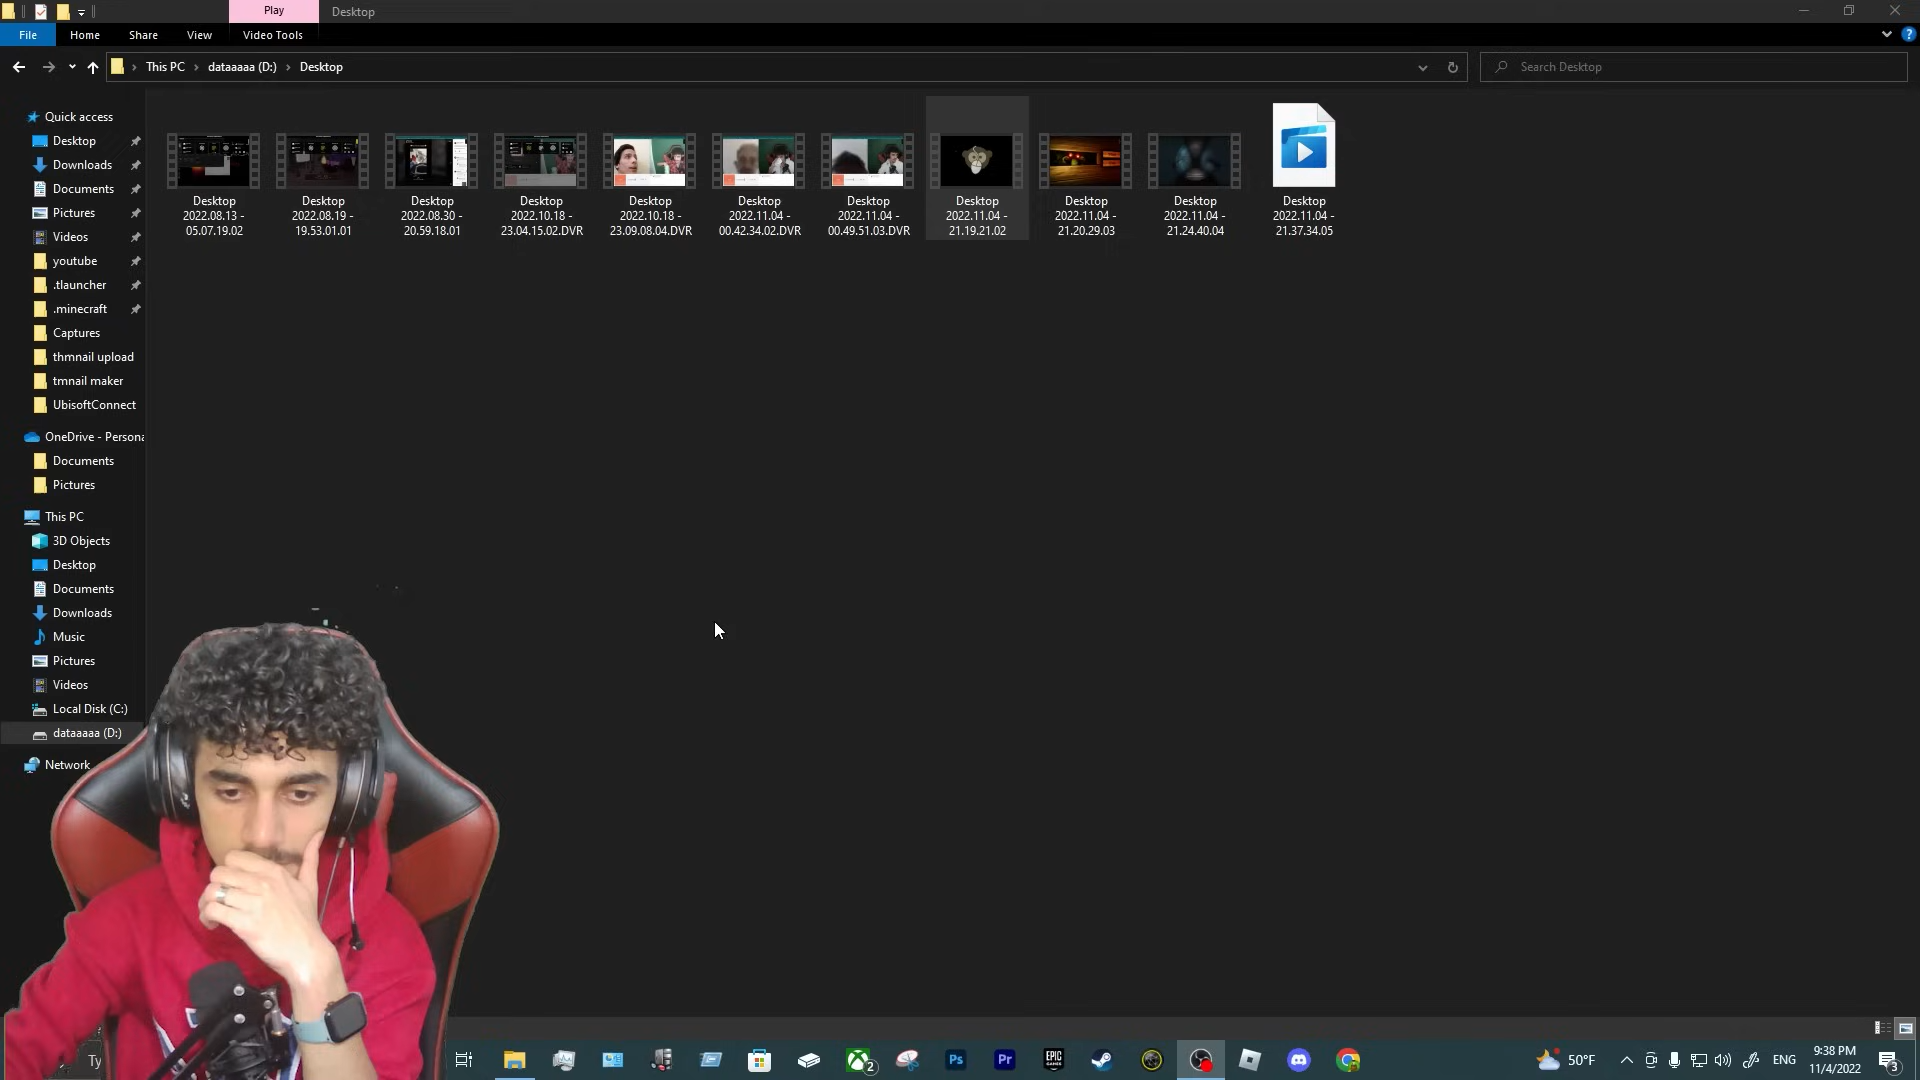 Play
Desktop
File
Home
Share
View
Video Tools
This PC
dataaaaa (D:)
Desktop
Search Desktop
Quick access
Desktop
Downloads
Documents
Pictures
Videos
youtube
.tlauncher
.minecraft
Captures
thmnail upload
tmnail maker
UbisoftConnect
OneDrive - Persona
Documents
Pictures
This PC
3D Objects
Desktop
Documents
Downloads
Music
Pictures
Videos
Local Disk (C:)
dataaaaa (D:)
Network
Desktop
2022.08.13 -
05.07.19.02
Desktop
2022.08.19 -
19.53.01.01
Desktop
2022.08.30 -
20.59.18.01
Desktop
2022.10.18 -
23.04.15.02.DVR
Desktop
2022.10.18 -
23.09.08.04.DVR
Desktop
2022.11.04 -
00.42.34.02.DVR
Desktop
2022.11.04 -
00.49.51.03.DVR
Desktop
2022.11.04 -
21.19.21.02
Desktop
2022.11.04 -
21.20.29.03
Desktop
2022.11.04 -
21.24.40.04
Desktop
2022.11.04 -
21.37.34.05
Ty
2
Ps
Pr
EPIC
GAMES
50°F
ENG
9:38 PM
11/4/2022
3